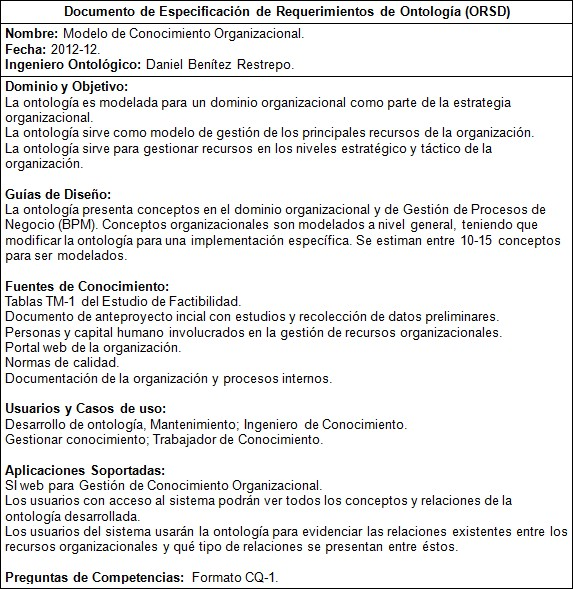 Documento de Especificación de Requerimientos de Ontología (ORSD)
Nombre: Modelo de Conocimiento Organizacional.
Fecha: 2012-12.
Ingeniero Ontológico: Daniel Benítez Restrepo.
Dominio y Objetivo:
La ontología es modelada para un dominio organizacional como parte de la estrategia
organizacional.
La ontología sirve como modelo de gestión de los principales recursos de la organización.
La ontología sirve para gestionar recursos en los niveles estratégico y táctico de la
organización.
Guías de Diseño:
La ontología presenta conceptos en el dominio organizacional y de Gestión de Procesos de
Negocio (BPM). Conceptos organizacionales son modelados a nivel general, teniendo que
modificar la ontología para una implementación específica. Se estiman entre 10-15 conceptos
para ser modelados.
Fuentes de Conocimiento:
Tablas TM-1 del Estudio de Factibilidad.
Documento de anteproyecto incial con estudios y recolección de datos preliminares.
Personas y capital humano involucrados en la gestión de recursos organizacionales.
Portal web de la organización.
Normas de calidad.
Documentación de la organización y procesos internos.
Usuarios y Casos de uso:
Desarrollo de ontología, Mantenimiento; Ingeniero de Conocimiento.
Gestionar conocimiento; Trabajador de Conocimiento.
Aplicaciones Soportadas:
SI web para Gestión de Conocimiento Organizacional.
Los usuarios con acceso al sistema podrán ver todos los conceptos y relaciones de la
ontología desarrollada.
Los usuarios del sistema usarán la ontología para evidenciar las relaciones existentes entre los
recursos organizacionales y qué tipo de relaciones se presentan entre éstos.
Preguntas de Competencias: Formato CQ-1.